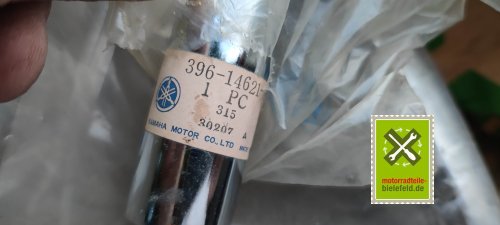 396-14621-
1 PC
315
30207 A
YAMAHA MOTOR CO.,LTD
motorradteile-
bielefeld.de